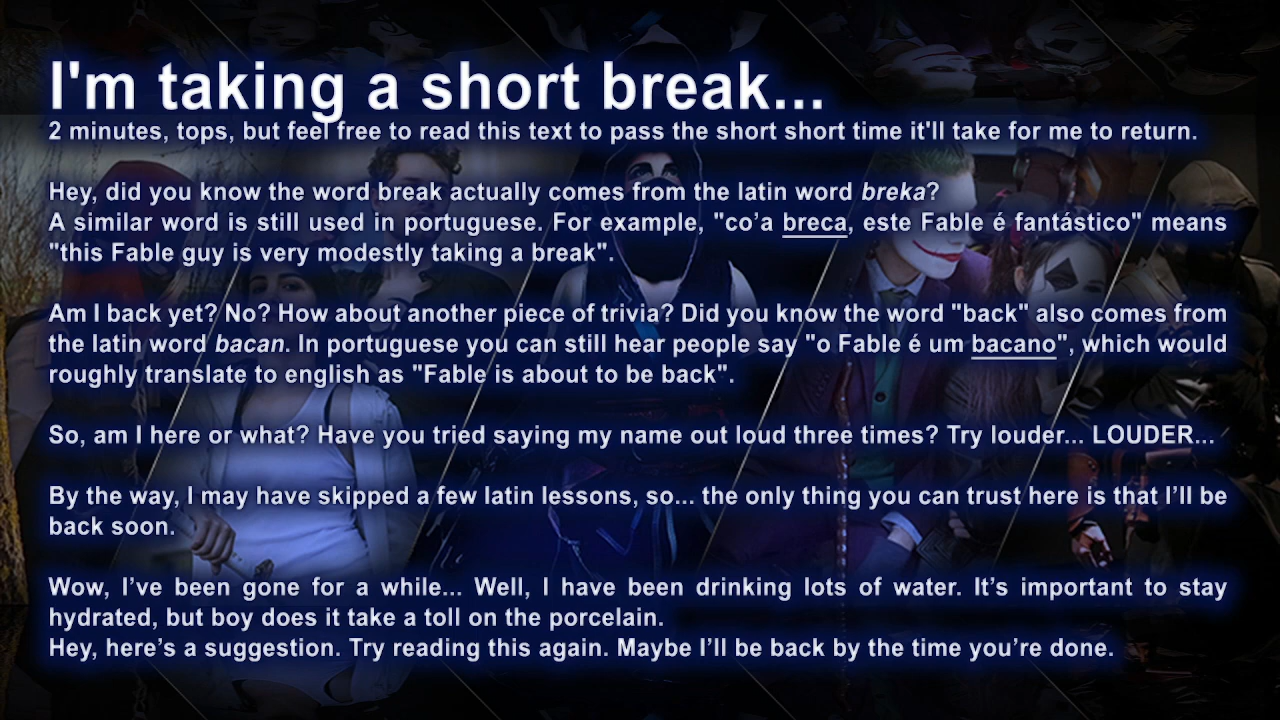 I'm taking a short break...
2 minutes, tops, but feel free to read this text to pass the short short time it'll take for me to return.
Hey, did you know the word break actually comes from the latin word breka?
A similar word is still used in portuguese. For example, "co’a breca, este Fable é fantástico" means
"this Fable guy is very modestly taking a break".
Am I back yet? No? How about another piece of trivia? Did you know the word "back" also comes from
the latin word bacan. In portuguese you can still hear people say "o Fable é um bacano", which would
roughly translate to english as "Fable is about to be back".
So, am I here or what? Have you tried saying my name out loud three times? Try louder... LOUDER...
By the way, I may have skipped a few latin lessons, so... the only thing you can trust here is that I’ll be
back soon.
Wow, I’ve been gone for a while... Well, I have been drinking lots of water. It’s important to stay
hydrated, but boy does it take a toll on the porcelain.
Hey, here’s a suggestion. Try reading this again. Maybe I’ll be back by the time you’re done.